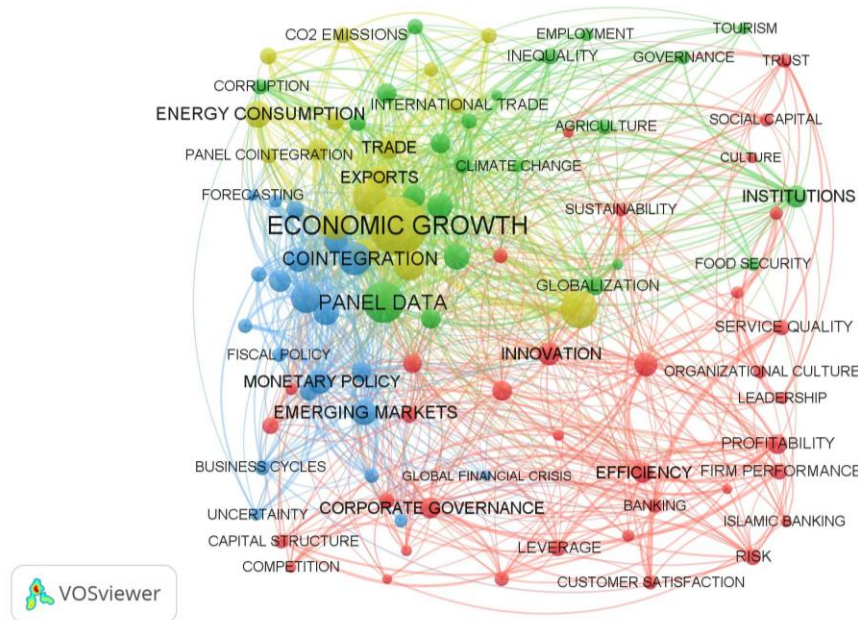 TOURISM
CO2 EMISSIONS
EMPLOYMENT
INEQUALITY
GOVERNANCE
TRUST
CORRUPTION
ENERGY CONSUMPTION
INTERNATIONAL TRADE
SOCIAL CAPITAL
AGRICULTURE
PANEL COINTEGRATION
TRADE
CULTURE
CLIMATE CHANGE
EXPORTS
FORECASTING
INSTITUTIONS
SUSTAINABILITY
ECONOMIC GROWTH
COINTEGRATION
FOOD SECURITY
GLOBALIZATION
PANEL DATA
SERVICE QUALITY
FISCAL POLICY
INNOVATION
ORGANIZATIONAL CULTURE
MONETARY POLICY
LEADERSHIP
EMERGING MARKETS
PROFITABILITY
BUSINESS CYCLES
GLOBAL FINANCIAL CRISIS
EFFICIENCY
FIRM PERFORMANCE
UNCERTAINTY
CORPORATE GOVERNANCE
BANKING
ISLAMIC BANKING
CAPITAL STRUCTURE
LEVERAGE
RISK
COMPETITION
CUSTOMER SATISFACTION
VOSviewer